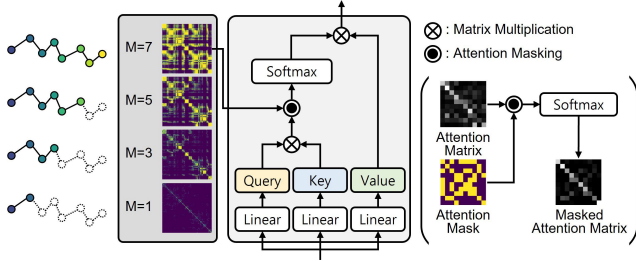 M=7
M=5
M=3
M=1
Softmax
Query
Key
Value
Linear
Linear
Linear
: Matrix Multiplication
: Attention Masking
Attention
Matrix
Softmax
Attention
Mask
Masked
Attention Matrix